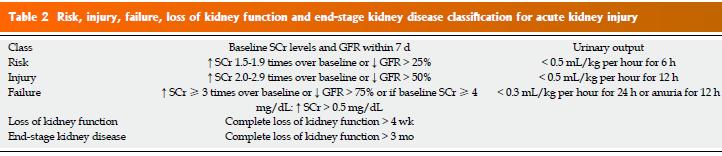 Table 2 Risk, injury, failure, loss of kidney function and end-stage kidney disease classification for acute kidney injury
Class Baseline SCr levels and GFR within 7 d Urinary output
Risk ↑ SCr 1.5-1.9 times over baseline or ↓ GFR > 25% < 0.5 mL/kg per hour for 6 h
Injury ↑ SCr 2.0-2.9 times over baseline or ↓ GFR > 50% < 0.5 mL/kg per hour for 12 h
Failure ↑ SCr ≥ 3 times over baseline or ↓ GFR > 75% or if baseline SCr ≥ 4 < 0.3 mL/kg per hour for 24 h or anuria for 12 h
mg/dL: ↑ SCr > 0.5 mg/dL
Loss of kidney function Complete loss of kidney function > 4 wk
End-stage kidney disease Complete loss of kidney function > 3 mo